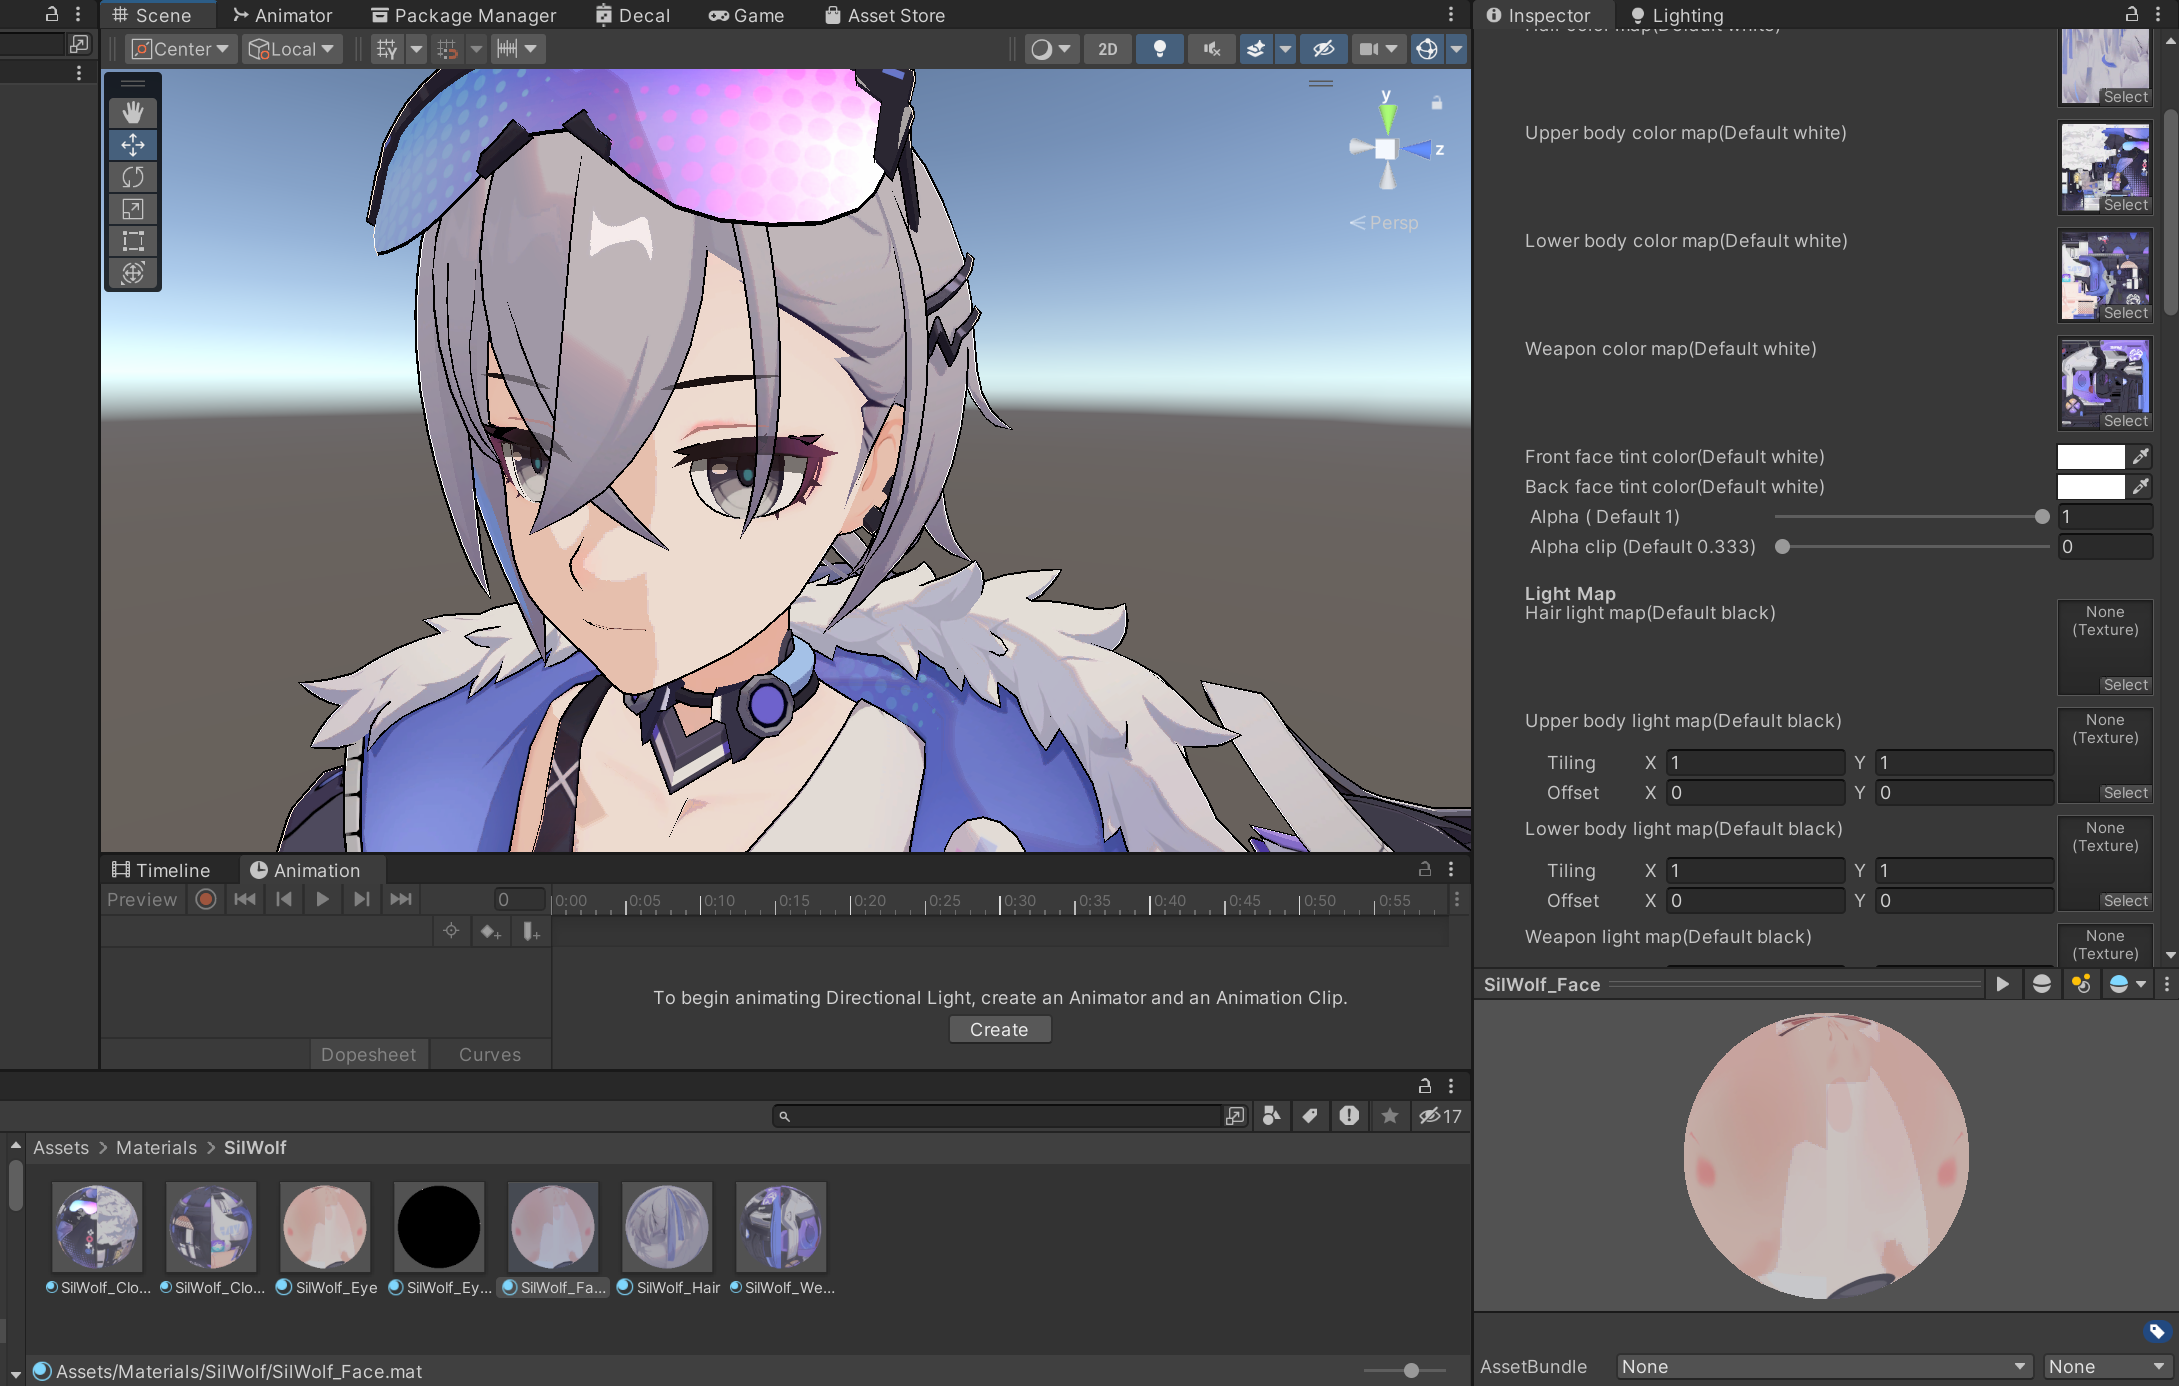 Scene
Animator
Package Manager
Decal
Game
Asset Store
Inspector
Lighting
Center
Local
2D
y
z
Persp
Select
Upper body color map(Default white)
Select
Lower body color map(Default white)
Select
Weapon color map(Default white)
Select
Front face tint color(Default white)
Back face tint color(Default white)
Alpha ( Default 1)
1
Alpha clip (Default 0.333)
0
Light Map
Hair light map(Default black)
None
(Texture)
Select
Upper body light map(Default black)
None
(Texture)
Tiling X 1 Y 1
Offset X 0 Y 0
Select
Lower body light map(Default black)
None
(Texture)
Tiling X 1 Y 1
Offset X 0 Y 0
Select
Weapon light map(Default black)
None
(Texture)
Timeline
Animation
Preview
0
0:00 0:05 0:10 0:15 0:20 0:25 0:30 0:35 0:40 0:45 0:50 0:55
To begin animating Directional Light, create an Animator and an Animation Clip.
Create
Dopesheet
Curves
SilWolf_Face
17
Assets > Materials > SilWolf
SilWolf_Clo...
SilWolf_Clo...
SilWolf_Eye
SilWolf_Ey...
SilWolf_Fa...
SilWolf_Hair
SilWolf_We...
Assets/Materials/SilWolf/SilWolf_Face.mat
AssetBundle
None
None